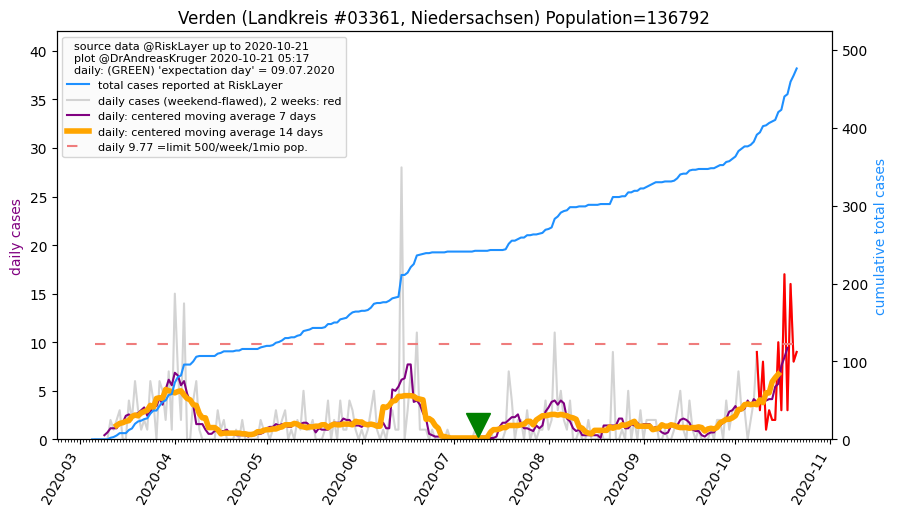 Verden (Landkreis #03361, Niedersachsen) Population=136792
source data @RiskLayer up to 2020-10-21
plot @DrAndreasKruger 2020-10-21 05:17
daily: (GREEN) 'expectation day' = 09.07.2020
total cases reported at RiskLayer
daily cases (weekend-flawed), 2 weeks: red
daily: centered moving average 7 days
daily: centered moving average 14 days
daily 9.77 =limit 500/week/1mio pop.
daily cases
40
35
30
25
20
15
10
5
0
cumulative total cases
500
400
300
200
100
0
2020-03
2020-04
2020-05
2020-06
2020-07
2020-08
2020-09
2020-10
2020-11